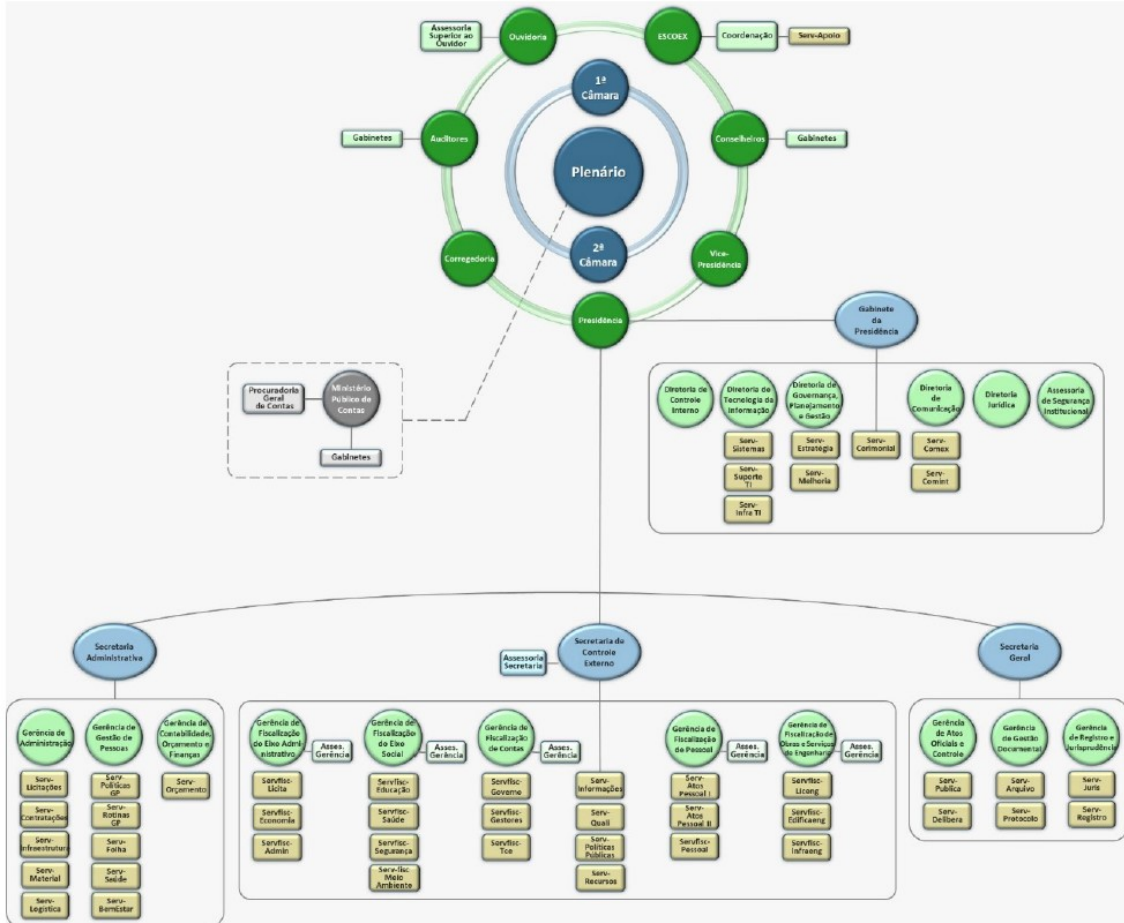 Assessoria
Superior ao
Ouvidor
Ouvidoria
ESCOEX
Coordenação
Serv-Apoio
1ª
Câmara
Gabinetes
Auditores
Conselheiros
Gabinetes
Plenário
Corregedoria
2ª
Câmara
Vice-
Presidência
Presidência
Gabinete
da
Presidência
Procuradoria
Geral
de Contas
Ministério
Público de
Contas
Gabinetes
Diretoria de
Controle
Interno
Diretoria de
Tecnologia da
Informação
Diretoria de
Governança,
Planejamento
e Gestão
Diretoria
de
Comunicação
Diretoria
Jurídica
Assessoria
de Segurança
Institucional
Serv-
Sistemas
Serv-
Estratégia
Serv-
Cerimonial
Serv-
Comex
Serv-
Suporte
TI
Serv-
Melhoria
Serv-
Comint
Serv-
Infra TI
Secretaria
Administrativa
Assessoria
Secretaria
Secretaria de
Controle
Externo
Secretaria
Geral
Gerência de
Administração
Gerência de
Gestão de
Pessoas
Gerência de
Contabilidade,
Orçamento e
Finanças
Serv-
Licitações
Serv-
Políticas
GP
Serv-
Orçamento
Serv-
Contratações
Serv-
Rotinas
GP
Serv-
Infraestrutura
Serv-
Folha
Serv-
Material
Serv-
Saúde
Serv-
Logística
Serv-
BemEstar
Gerência de
Fiscalização
do Eixo Administrativo
Asses.
Gerência
Gerência de
Fiscalização
do Eixo
Social
Asses.
Gerência
Gerência
de Fiscalização
de Contas
Asses.
Gerência
Gerência
de
Fiscalização
de Pessoal
Asses.
Gerência
Gerência de
Fiscalização de
Obras e Serviços
de Engenharia
Asses.
Gerência
Servfisc-
Licita
Servfisc-
Educação
Servfisc-
Governo
Serv-
Informações
Serv-
Atos
Pessoal I
Servfisc-
Licong
Servfisc-
Economia
Servfisc-
Saúde
Servfisc-
Gestores
Serv-
Quali
Serv-
Atos
Pessoal II
Servfisc-
Edificaeng
Servfisc-
Admin
Servfisc-
Segurança
Servfisc-
Tce
Serv-
Políticas
Públicas
Servfisc-
Pessoal
Servfisc-
Infraeng
Serv-fisc
Meio
Ambiente
Serv-
Recursos
Gerência
de Atos
Oficiais e
Controle
Gerência
de Gestão
Documental
Gerência
de Registro e
Jurisprudência
Serv-
Publica
Serv-
Arquivo
Serv-
Juris
Serv-
Delibera
Serv-
Protocolo
Serv-
Registro